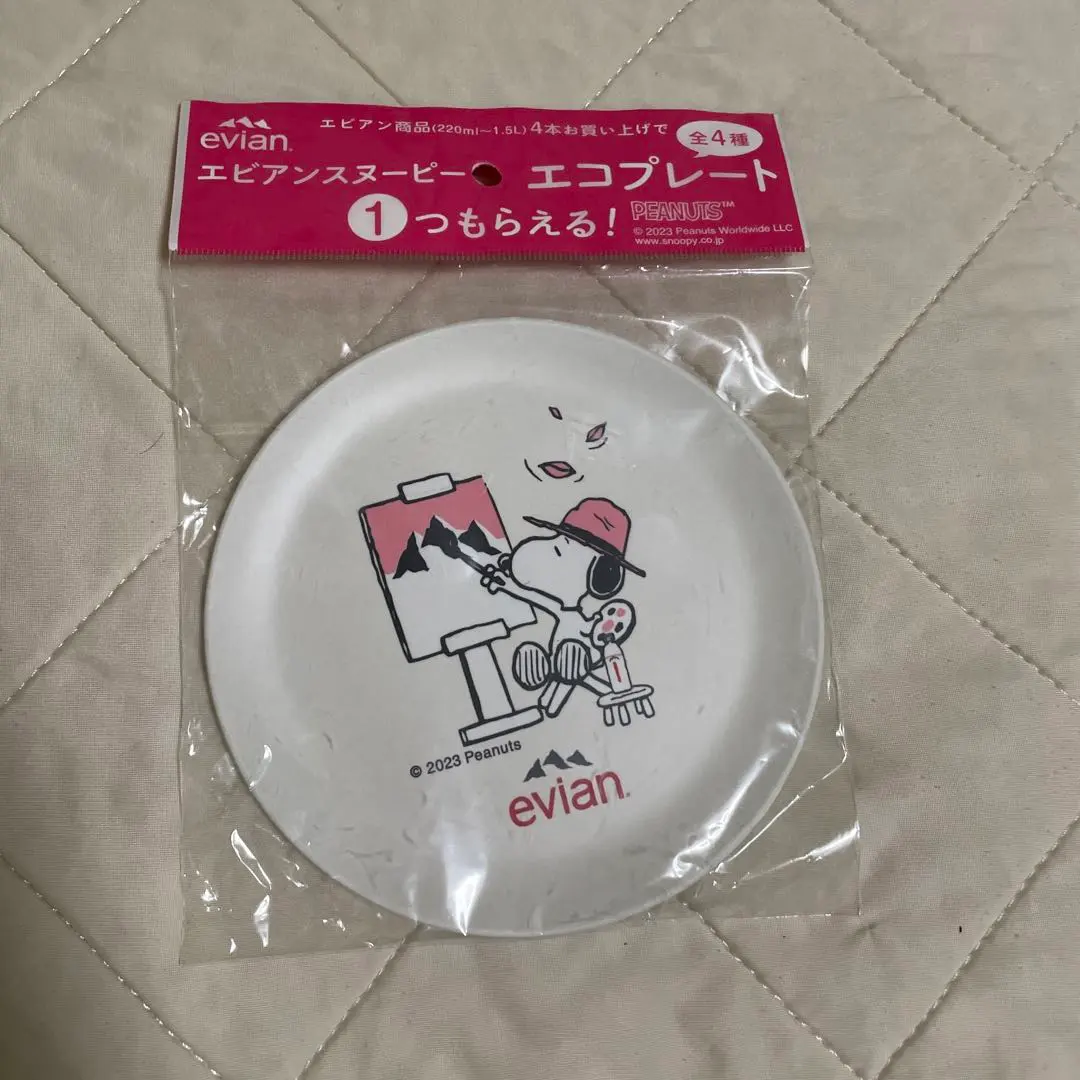 evian.
エビアン商品(220ml~1.5L)4本お買い上げで
全4種
エビアンスヌーピー エコプレート
1つもらえる!
PEANUTS™
© 2023 Peanuts Worldwide LLC
www.snoopy.co.jp
© 2023 Peanuts
evian.